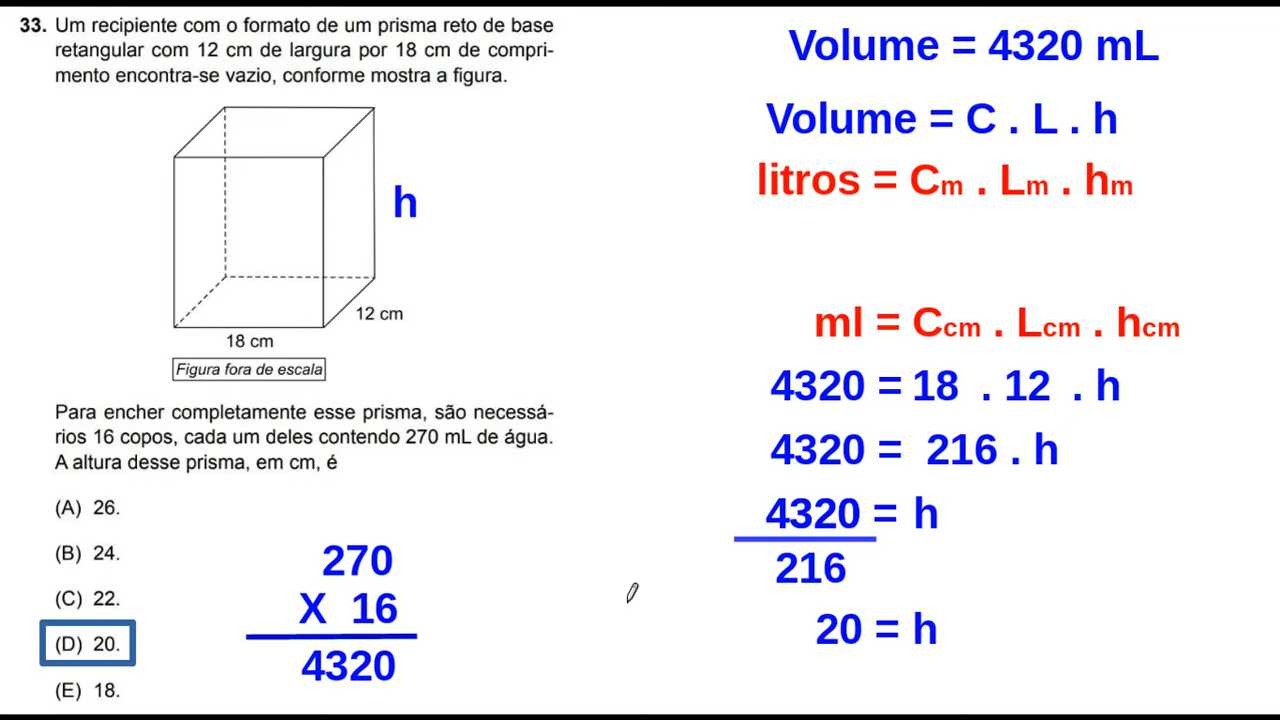 33. Um recipiente com o formato de um prisma reto de base
retangular com 12 cm de largura por 18 cm de compri-
mento encontra-se vazio, conforme mostra a figura.
h
12 cm
18 cm
Figura fora de escala
Para encher completamente esse prisma, são necessá-
rios 16 copos, cada um deles contendo 270 mL de água.
A altura desse prisma, em cm, é
(A) 26.
(B) 24.
(C) 22.
(D) 20.
(E) 18.
270
X 16
4320
Volume = 4320 mL
Volume = C . L . h
litros = Cm . Lm . hm
ml = Ccm . Lcm . hcm
4320 = 18 . 12 . h
4320 = 216 . h
4320 = h
216
20 = h